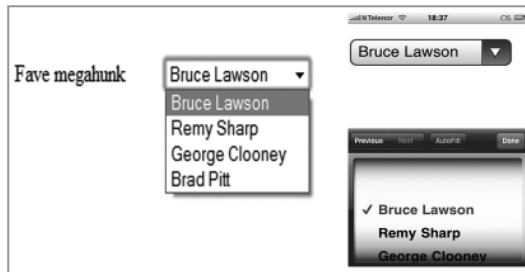 Fave megahunk
Bruce Lawson
Bruce Lawson
Remy Sharp
George Clooney
Brad Pitt
Telenor 18:37
Bruce Lawson
Previous Next AutoFill Done
✓ Bruce Lawson
Remy Sharp
George Clooney